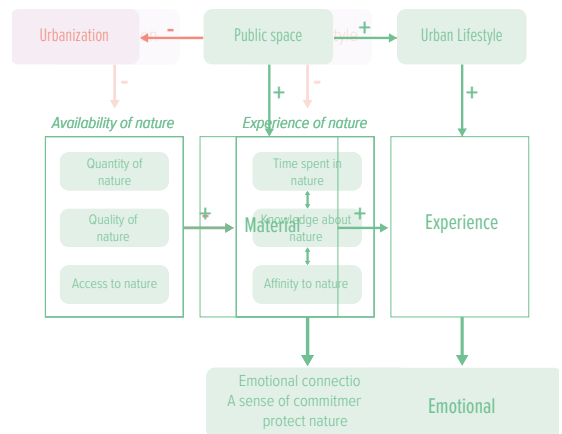 Urbanization
Public space
Urban Lifestyle
- +
- + - +
Availability of nature
Experience of nature
Quantity of
nature
Time spent in
nature
Quality of
nature
+
Material
Knowledge about
nature
+
Experience
Access to nature
Affinity to nature
Emotional connectio
A sense of commitmer
protect nature
Emotional